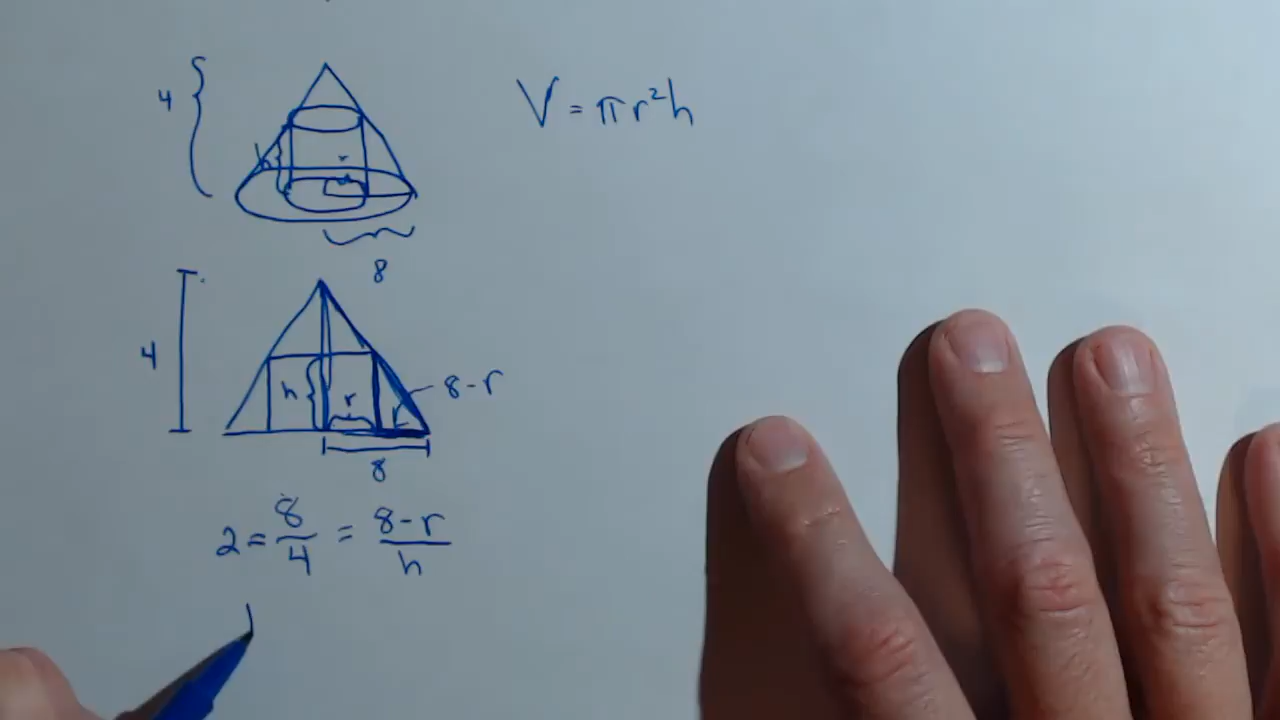 4
V = πr²h
h
r
8
4
h
r
8-r
8
2 = 8/4 = 8-r/h